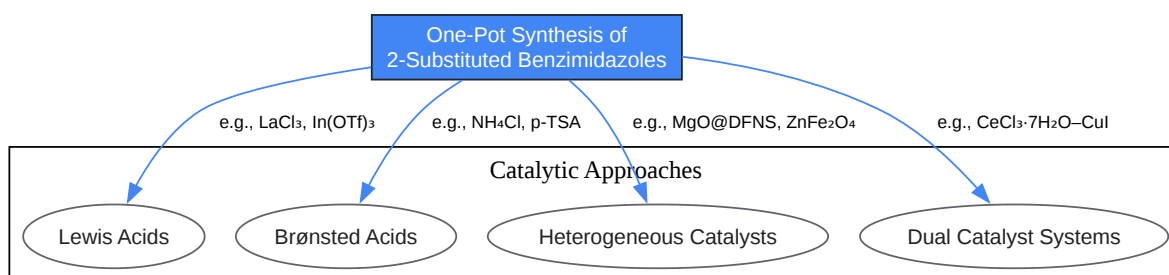 One-Pot Synthesis of
2-Substituted Benzimidazoles
e.g., LaCl₃, In(OTf)₃
e.g., NH₄Cl, p-TSA
e.g., MgO@DFNS, ZnFe₂O₄
e.g., CeCl₃·7H₂O–CuI
Catalytic Approaches
Lewis Acids
Brønsted Acids
Heterogeneous Catalysts
Dual Catalyst Systems